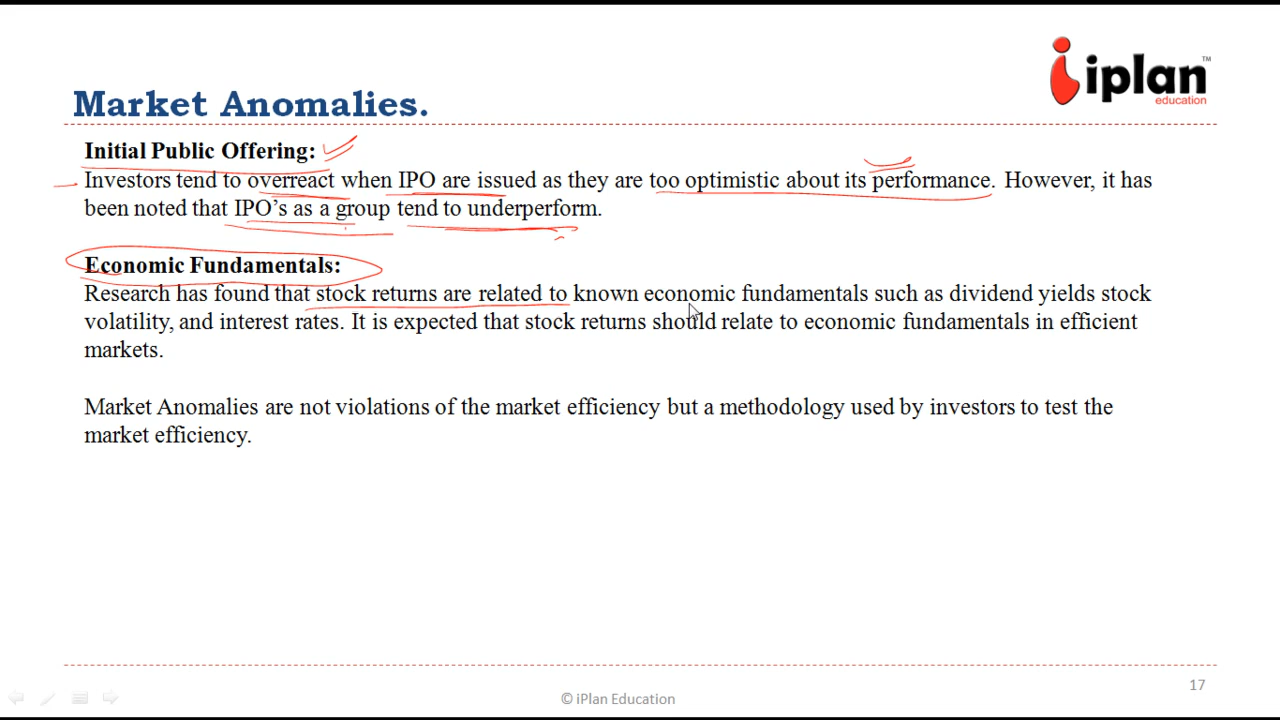 iplan™
education
Market Anomalies.
Initial Public Offering:
Investors tend to overreact when IPO are issued as they are too optimistic about its performance. However, it has
been noted that IPO's as a group tend to underperform.
Economic Fundamentals:
Research has found that stock returns are related to known economic fundamentals such as dividend yields stock
volatility, and interest rates. It is expected that stock returns should relate to economic fundamentals in efficient
markets.
Market Anomalies are not violations of the market efficiency but a methodology used by investors to test the
market efficiency.
© iPlan Education
17